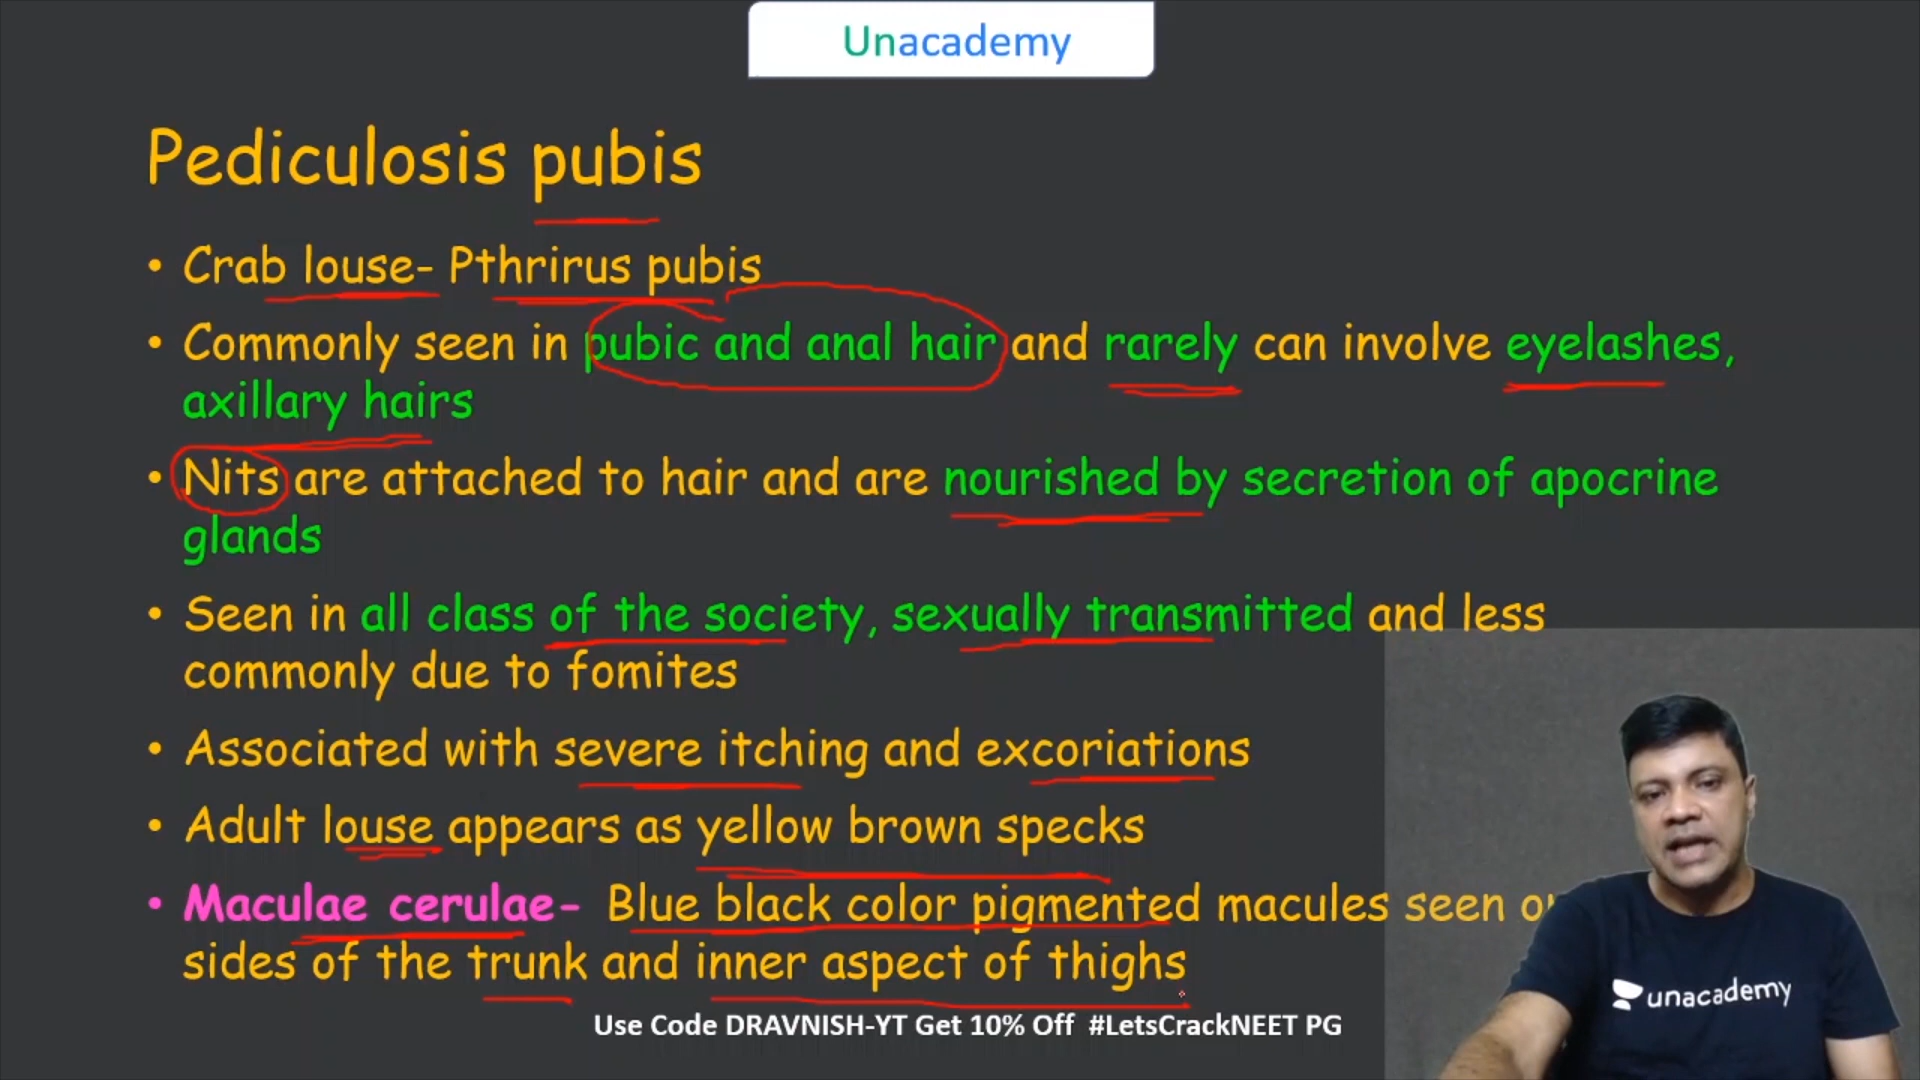 Unacademy
Pediculosis pubis
• Crab louse- Pthrirus pubis
• Commonly seen in pubic and anal hair and rarely can involve eyelashes,
axillary hairs
• Nits are attached to hair and are nourished by secretion of apocrine
glands
• Seen in all class of the society, sexually transmitted and less
commonly due to fomites
• Associated with severe itching and excoriations
• Adult louse appears as yellow brown specks
• Maculae cerulae- Blue black color pigmented macules seen
sides of the trunk and inner aspect of thighs
unacademy
Use Code DRAVNISH-YT Get 10% Off #LetsCrackNEET PG